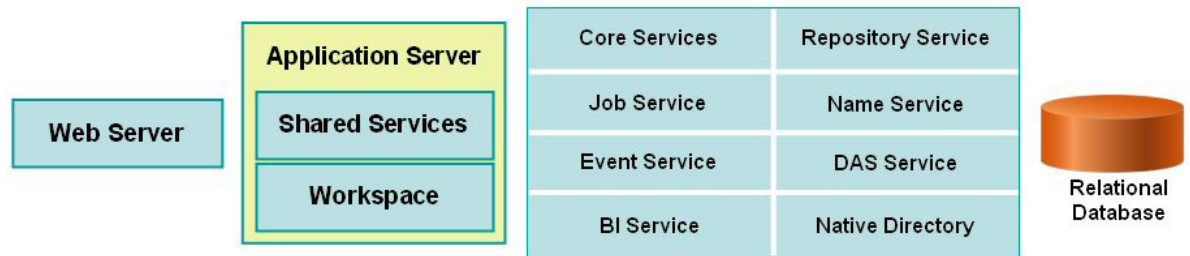 Web Server
Application Server
Shared Services
Workspace
Core Services
Repository Service
Job Service
Name Service
Event Service
DAS Service
BI Service
Native Directory
Relational
Database